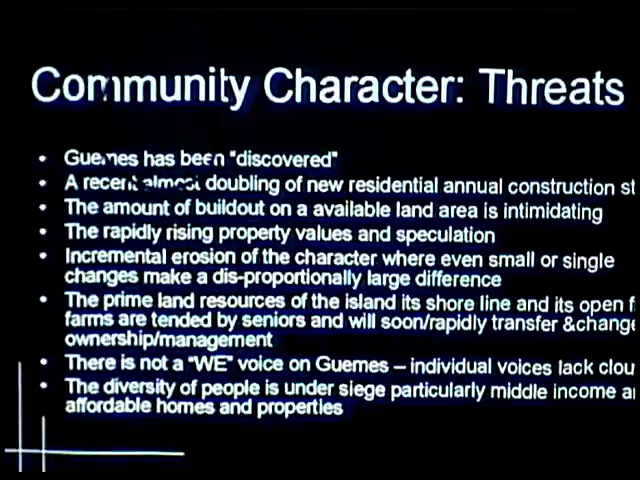 Community Character: Threats
• Guemes has been "discovered"
• A recent almost doubling of new residential annual construction st
• The amount of buildout on a available land area is intimidating
• The rapidly rising property values and speculation
• Incremental erosion of the character where even small or single
changes make a dis-proportionally large difference
• The prime land resources of the island its shore line and its open f
farms are tended by seniors and will soon/rapidly transfer &change
ownership/management
• There is not a "WE" voice on Guemes – individual voices lack clou
• The diversity of people is under siege particularly middle income a
affordable homes and properties